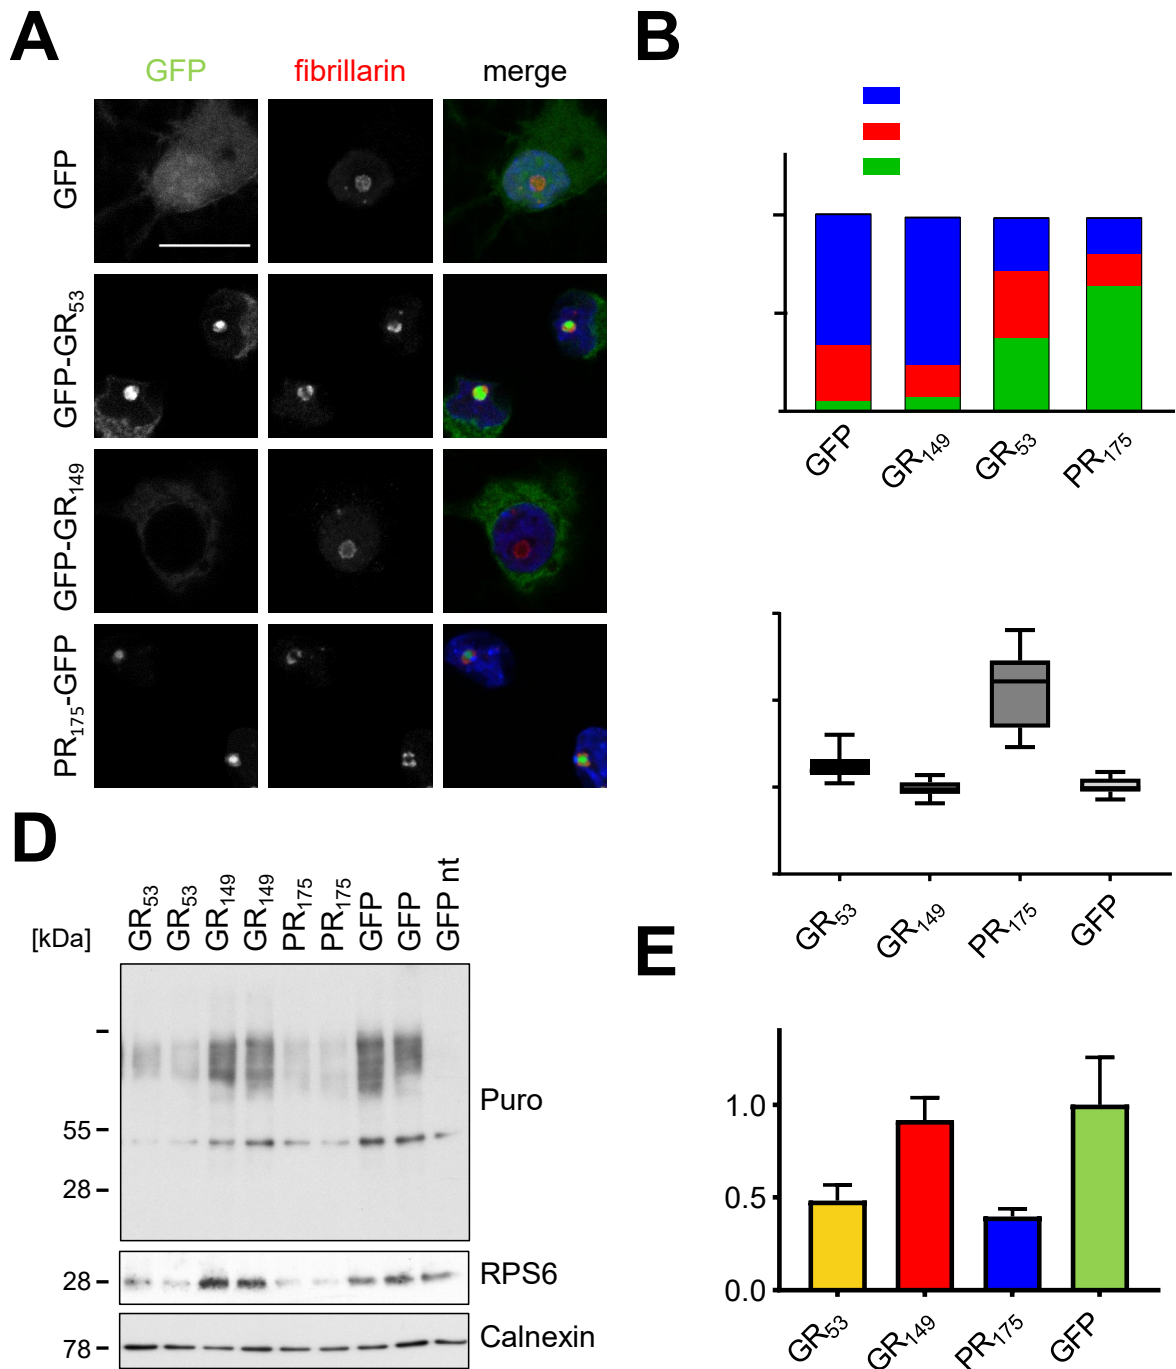 A
GFP fibrillarin merge
GFP
GFP-GR53
GFP-GR149
PR175-GFP
B
GFP GR149 GR53 PR175
GR53 GR149 PR175 GFP
D
[kDa] GR53 GR53 GR149 GR149 PR175 PR175 GFP GFP GFP nt
55
28
Puro
28 RPS6
78 Calnexin
E
1.0
0.5
0.0
GR53 GR149 PR175 GFP